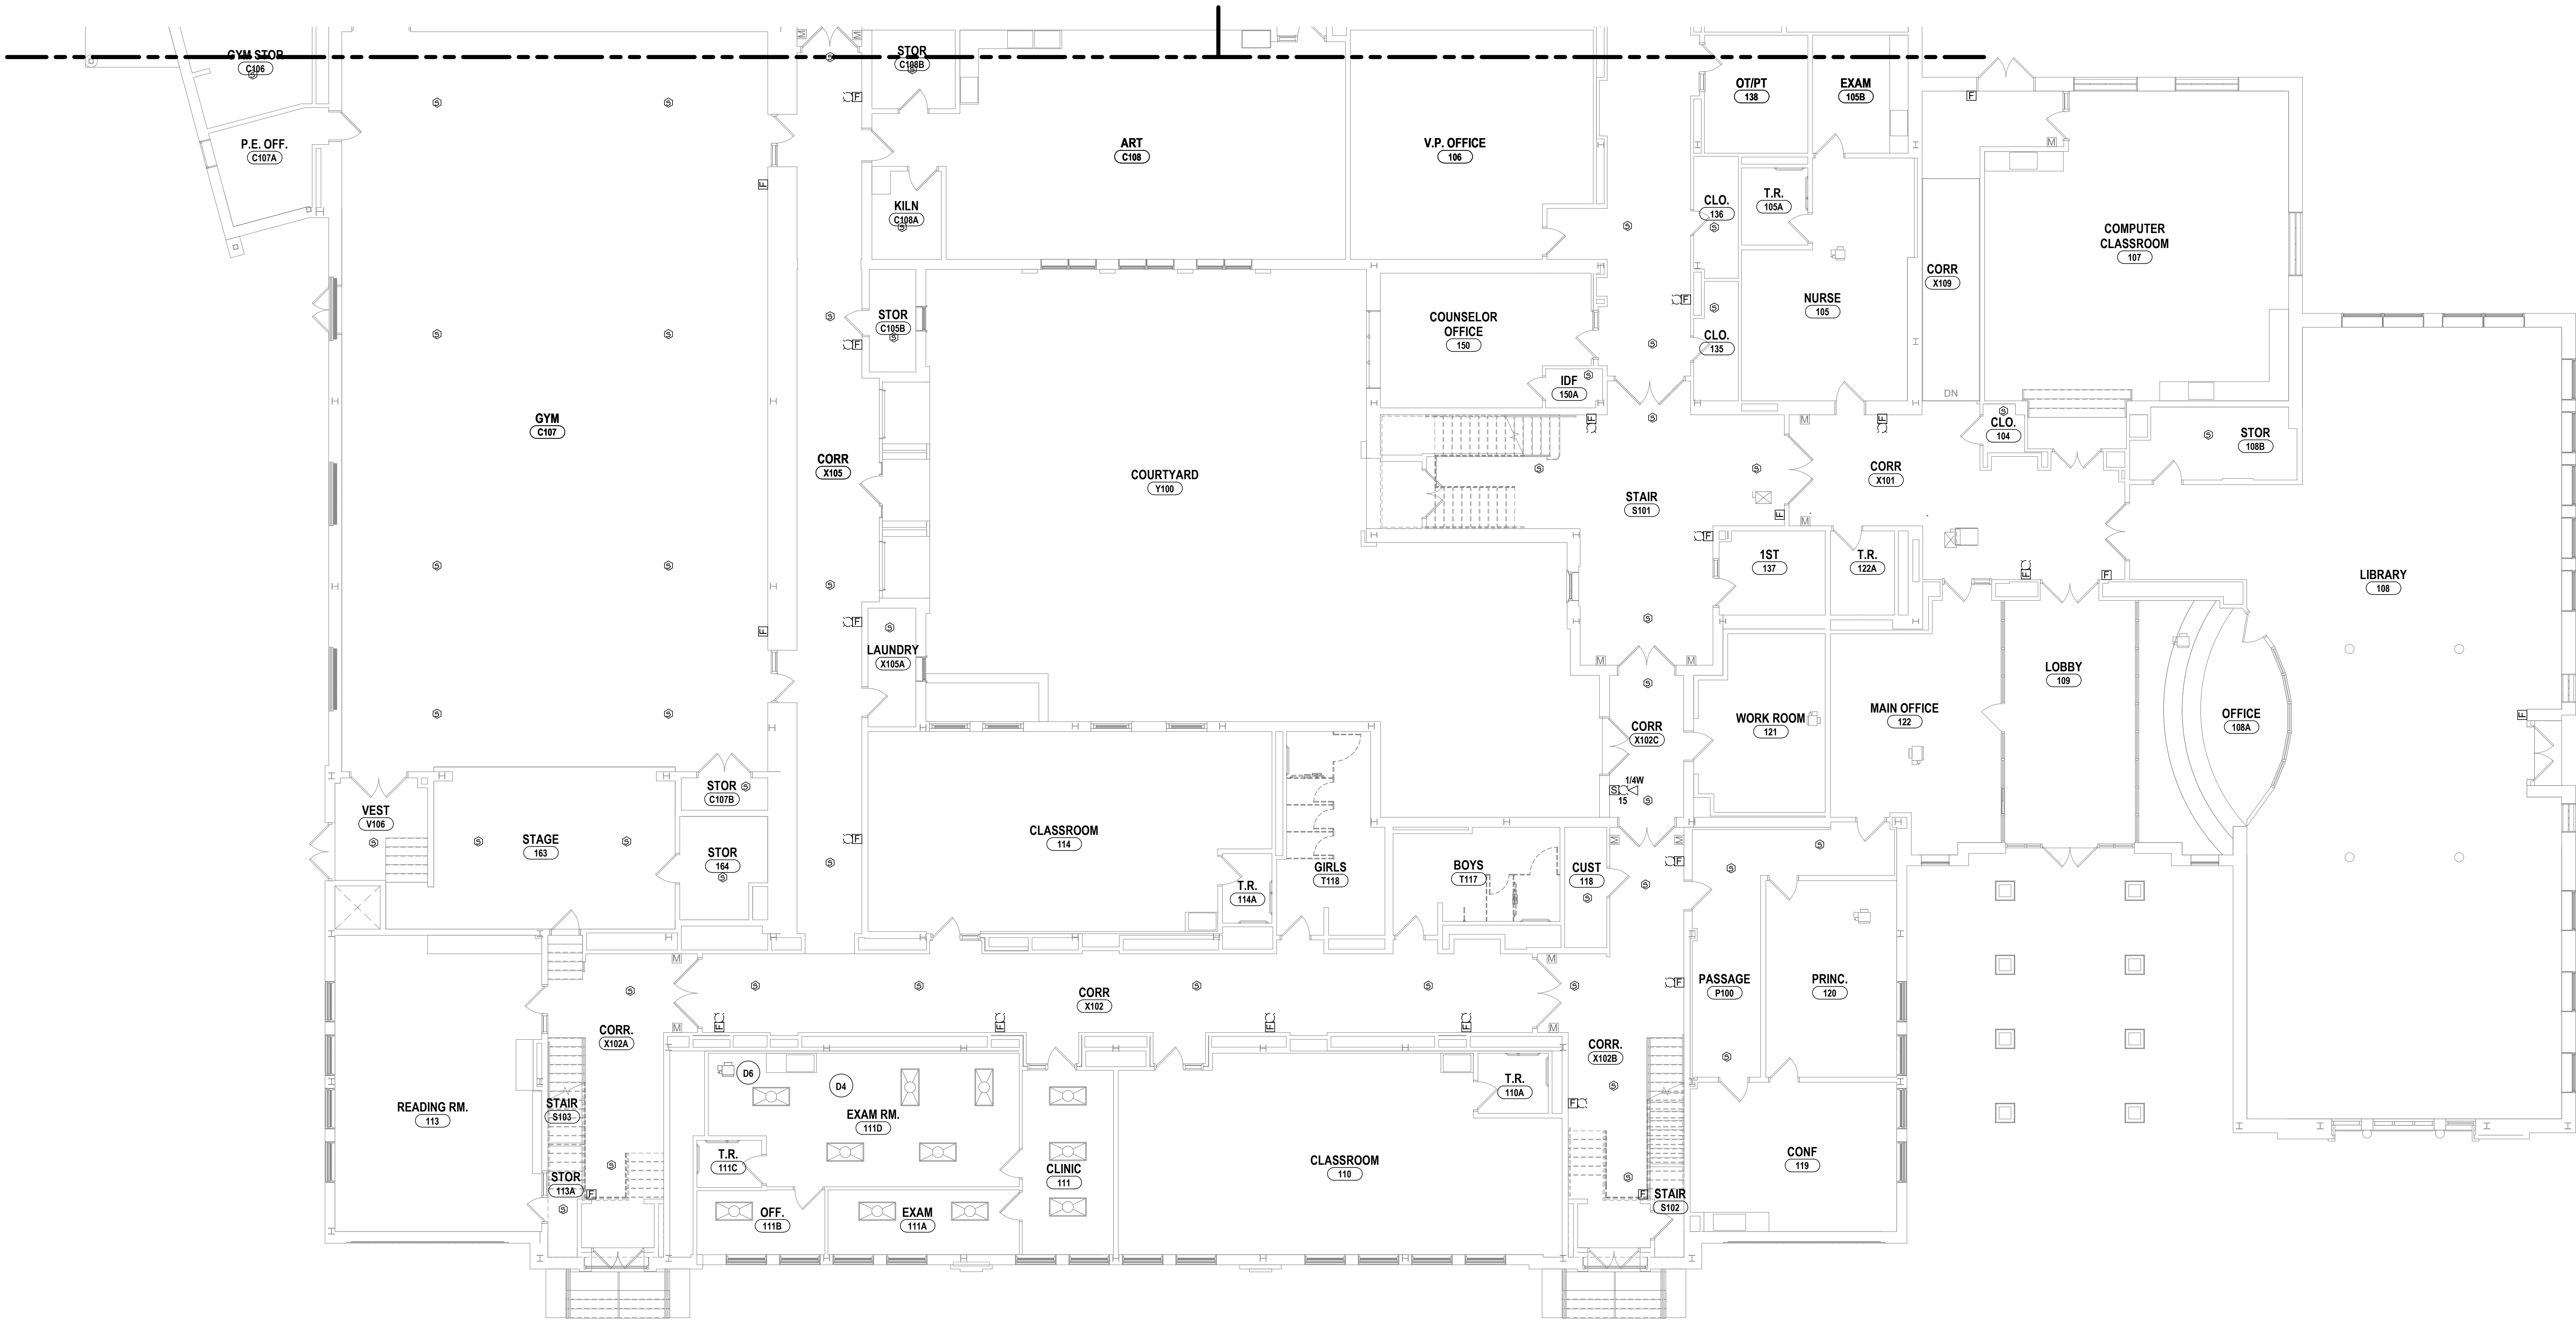 GYM STOR
C106
STOR
C108B
OT/PT
138
EXAM
105B
P.E. OFF.
C107A
ART
C108
V.P. OFFICE
106
KILN
C108A
CLO.
136
T.R.
105A
COMPUTER
CLASSROOM
107
CORR
X109
STOR
C105B
COUNSELOR
OFFICE
150
NURSE
105
CLO.
135
IDF
150A
DN
GYM
C107
CLO.
104
STOR
108B
CORR
X105
COURTYARD
Y100
STAIR
S101
CORR
X101
1ST
137
T.R.
122A
LIBRARY
108
LAUNDRY
X105A
LOBBY
109
WORK ROOM
121
MAIN OFFICE
122
OFFICE
108A
CORR
X102C
STOR
C107B
1/4W
S
15
VEST
V106
STAGE
163
STOR
164
CLASSROOM
114
GIRLS
T118
BOYS
T117
CUST
118
T.R.
114A
PASSAGE
P100
PRINC.
120
CORR
X102
CORR.
X102A
CORR.
X102B
D6
D4
T.R.
110A
READING RM.
113
STAIR
S103
EXAM RM.
111D
T.R.
111C
CLINIC
111
CLASSROOM
110
CONF
119
STOR
113A
STAIR
S102
OFF.
111B
EXAM
111A